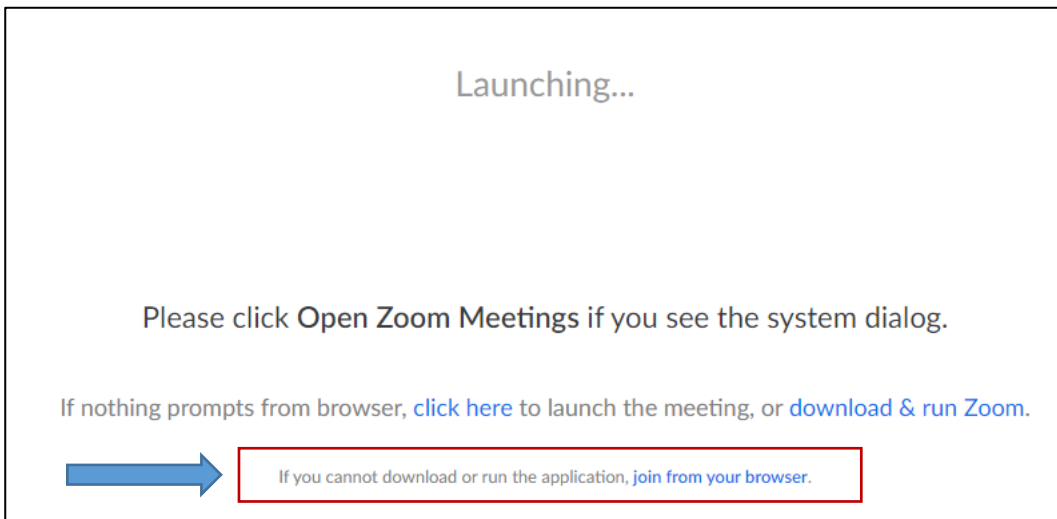 Launching...
Please click Open Zoom Meetings if you see the system dialog.
If nothing prompts from browser, click here to launch the meeting, or download & run Zoom.
If you cannot download or run the application, join from your browser.